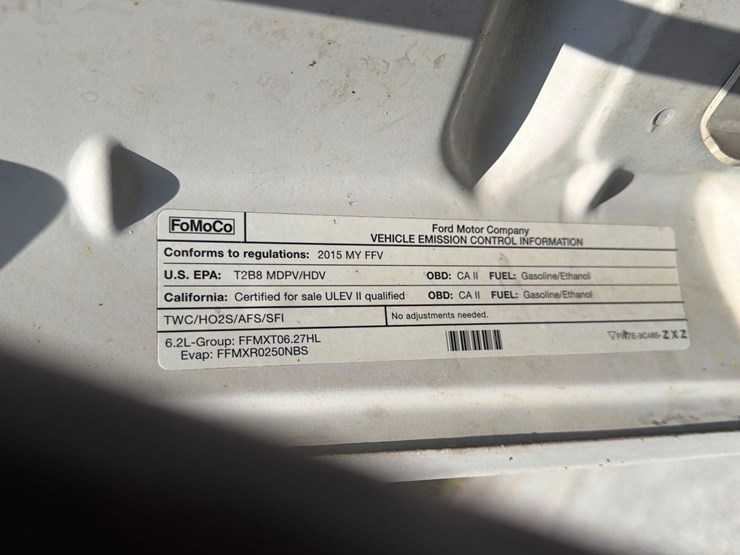 FoMoCo
Ford Motor Company
VEHICLE EMISSION CONTROL INFORMATION
Conforms to regulations: 2015 MY FFV
U.S. EPA: T2B8 MDPV/HDV OBD: CA II FUEL: Gasoline/Ethanol
California: Certified for sale ULEV II qualified OBD: CA II FUEL: Gasoline/Ethanol
TWC/HO2S/AFS/SFI No adjustments needed.
6.2L-Group: FFMXT06.27HL
Evap: FFMXR0250NBS
ZXZ